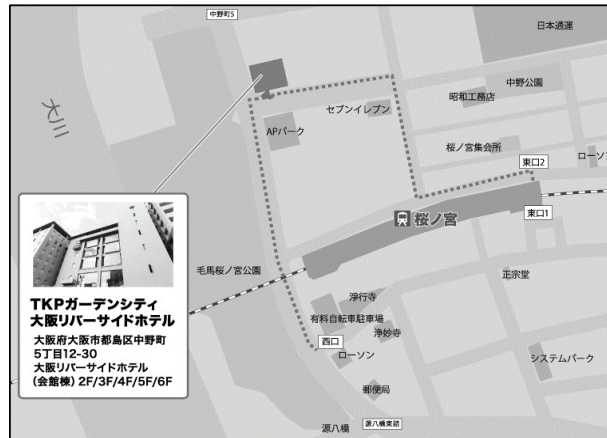 中野町5
日本通運
大川
中野公園
セブンイレブン
昭和工務店
APパーク
桜ノ宮集会所
東口2
ローソン
桜ノ宮
東口1
毛馬桜ノ宮公園
正宗堂
淨行寺
有料自転車駐車場
浄妙寺
西口
ローソン
システムパーク
郵便局
源八橋
源八橋東詰
TKPガーデンシティ
大阪リバーサイドホテル
大阪府大阪市都島区中野町
5丁目12-30
大阪リバーサイドホテル
(会館棟) 2F/3F/4F/5F/6F